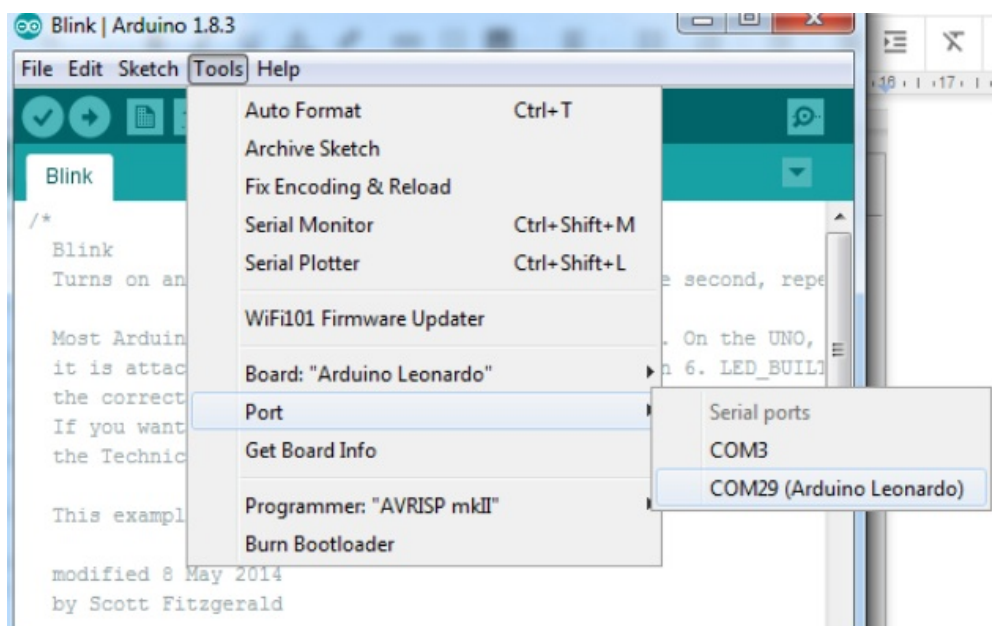 Blink | Arduino 1.8.3
File Edit Sketch Tools Help
16 17
Auto Format Ctrl+T
Archive Sketch
Blink
Fix Encoding & Reload
/*
Serial Monitor Ctrl+Shift+M
Blink
Serial Plotter Ctrl+Shift+L
Turns on an e second, repe
WiFi101 Firmware Updater
Most Arduin . On the UNO,
it is attac n 6. LED_BUILT
Board: "Arduino Leonardo"
the correct
Port
Serial ports
If you want
Get Board Info
COM3
the Technic
COM29 (Arduino Leonardo)
Programmer: "AVRISP mkII"
This exampl
Burn Bootloader
modified 8 May 2014
by Scott Fitzgerald